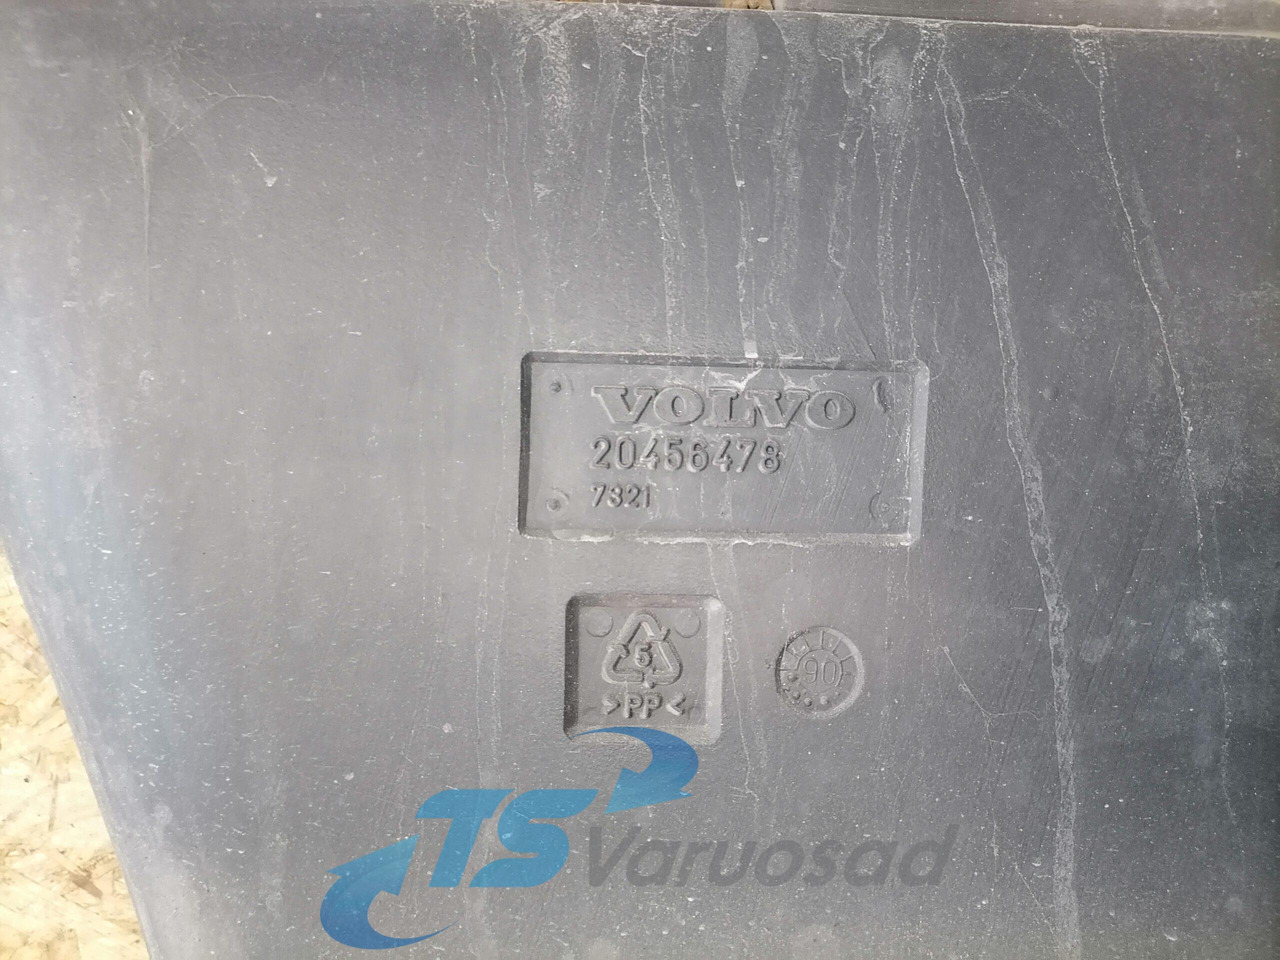 VOLVO
20456478
7321
5
>PP<
TS Varuosad